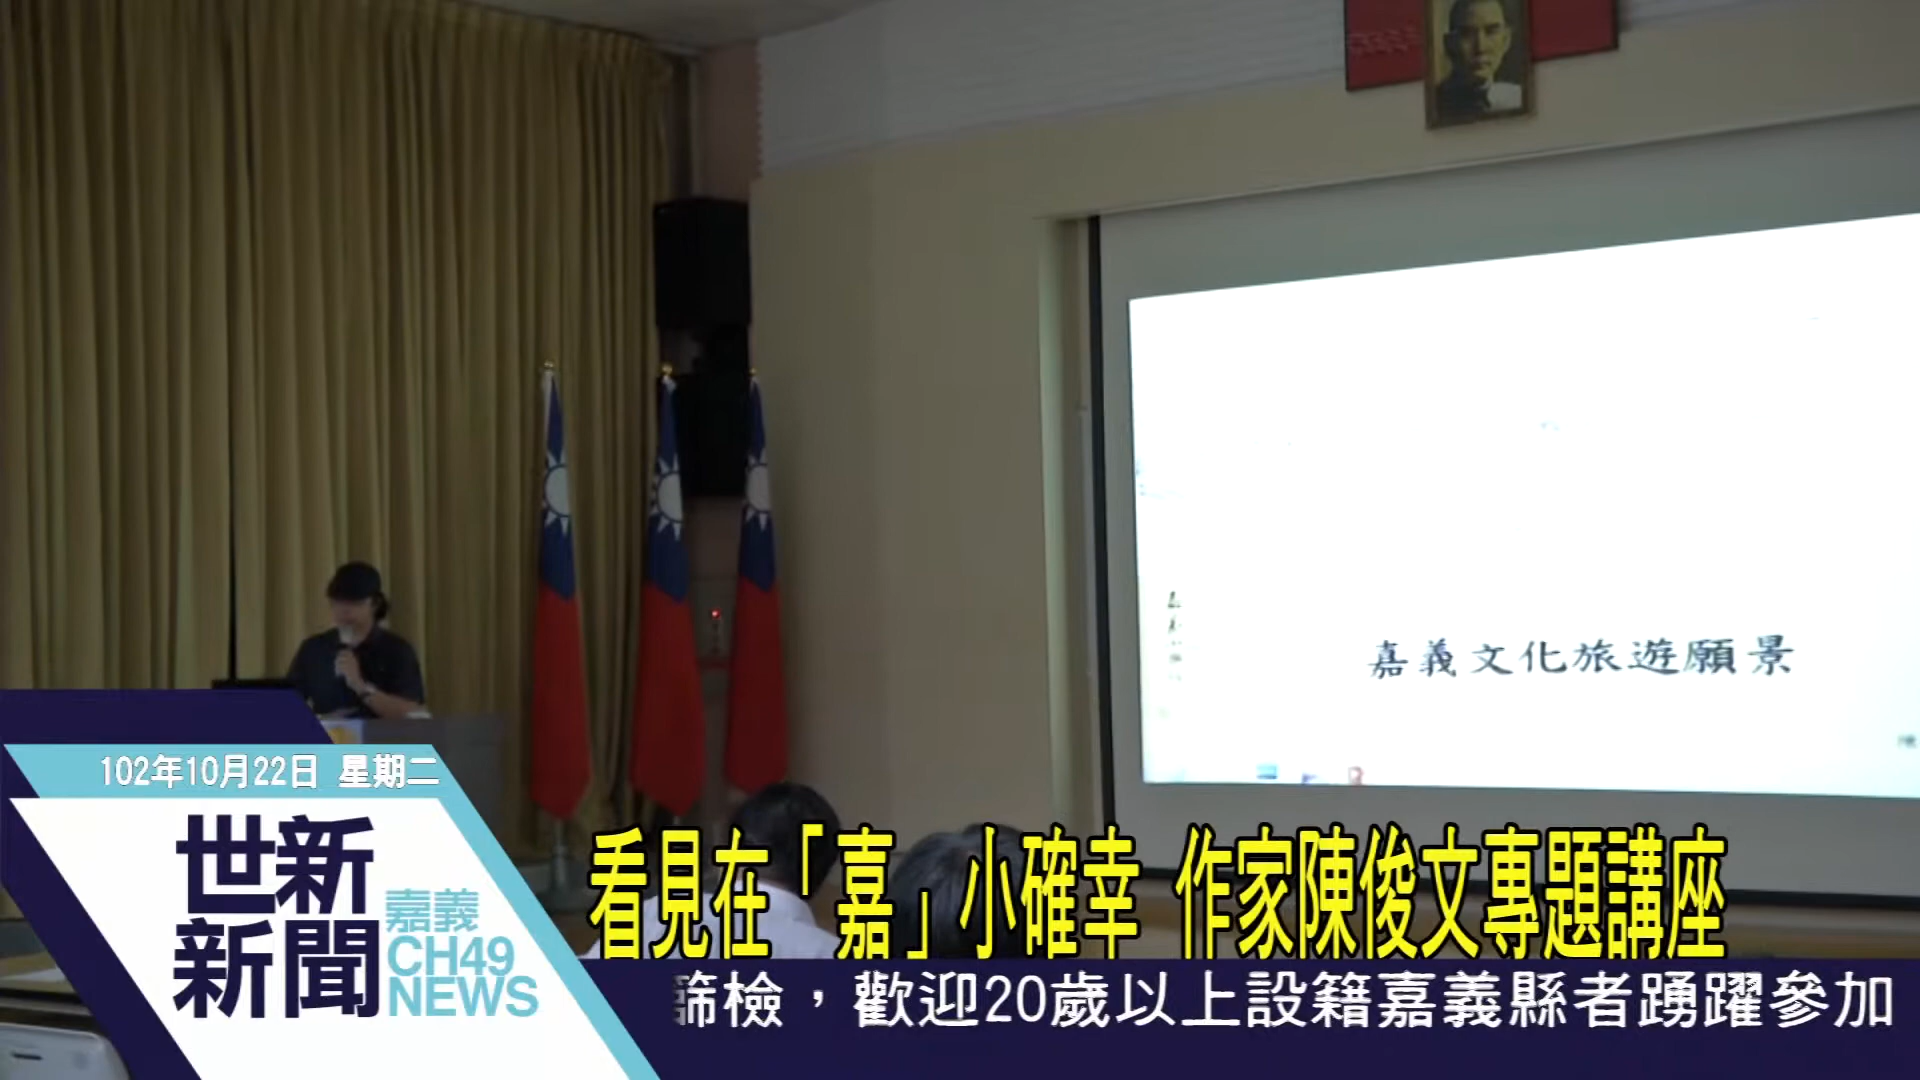 嘉義文化旅遊願景
102年10月22日 星期二
世新
新聞
嘉義
CH49
NEWS
看見在「嘉」小確幸 作家陳俊文專題講座
篩檢，歡迎20歲以上設籍嘉義縣者踴躍參加